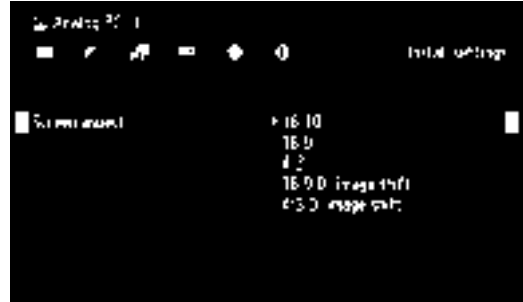 Analog PC 1
Initial settings
Screen aspect
16:10
16:9
4:3
16:9 D. image shift
4:3 D. image shift